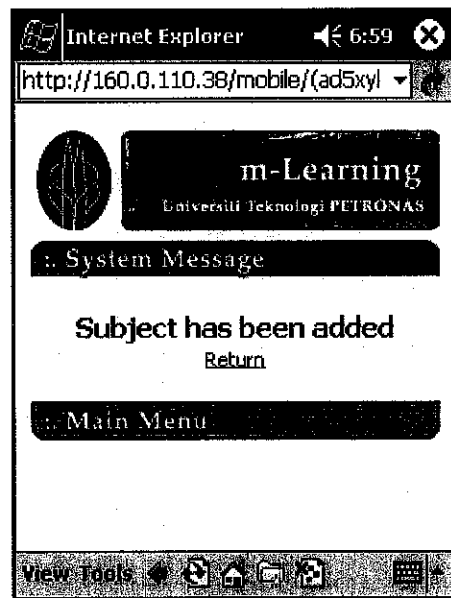 Internet Explorer 6:59
http://160.0.110.38/mobile/(ad5xyl
m-Learning
Universiti Teknologi PETRONAS
:. System Message
Subject has been added
Return
:. Main Menu
View Tools